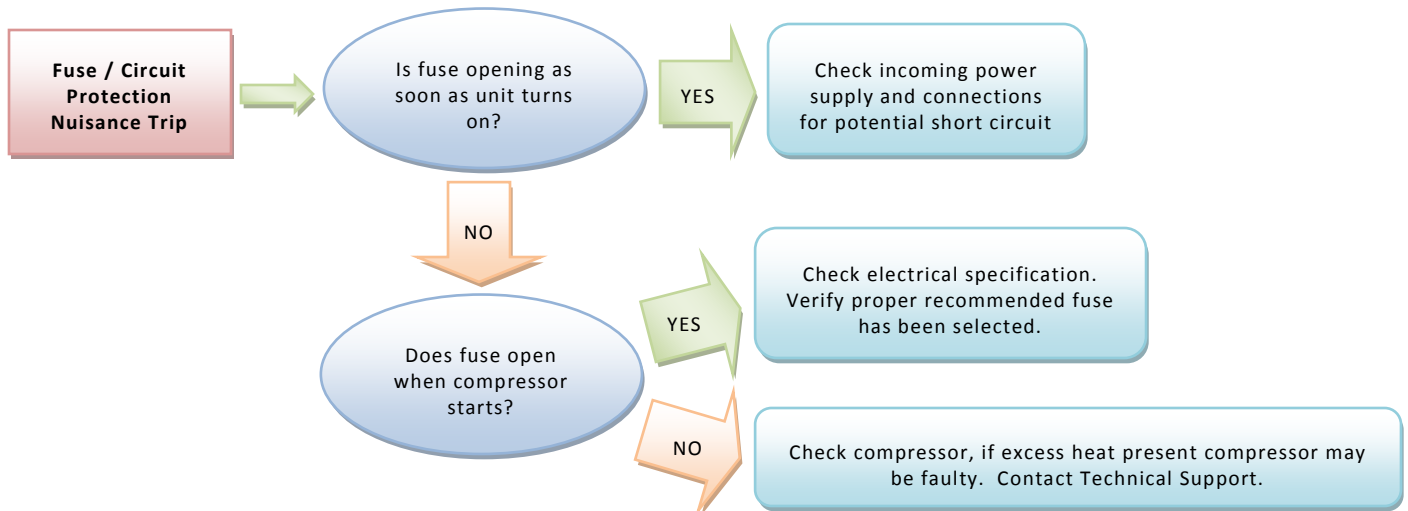 Fuse / Circuit
Protection
Nuisance Trip
Is fuse opening as
soon as unit turns
on?
YES
Check incoming power
supply and connections
for potential short circuit
NO
Does fuse open
when compressor
starts?
YES
Check electrical specification.
Verify proper recommended fuse
has been selected.
NO
Check compressor, if excess heat present compressor may
be faulty. Contact Technical Support.